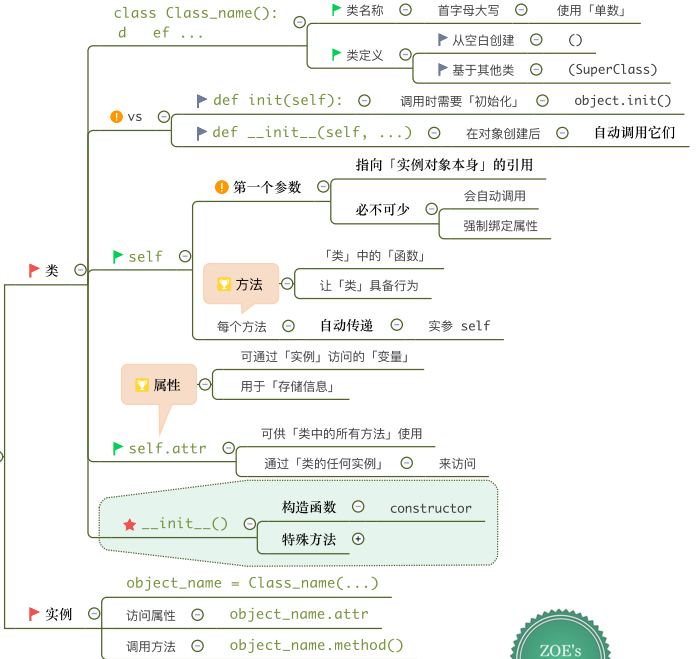 class Class_name():
d   ef ...
类名称
首字母大写
使用「单数」
类定义
从空白创建
()
基于其他类
(SuperClass)
vs
def init(self):
调用时需要「初始化」
object.init()
def __init__(self, ...)
在对象创建后
自动调用它们
类
self
第一个参数
指向「实例对象本身」的引用
必不可少
会自动调用
强制绑定属性
方法
「类」中的「函数」
让「类」具备行为
每个方法
自动传递
实参 self
属性
可通过「实例」访问的「变量」
用于「存储信息」
self.attr
可供「类中的所有方法」使用
通过「类的任何实例」
来访问
__init__()
构造函数
constructor
特殊方法
实例
object_name = Class_name(...)
访问属性
object_name.attr
调用方法
object_name.method()
ZOE's